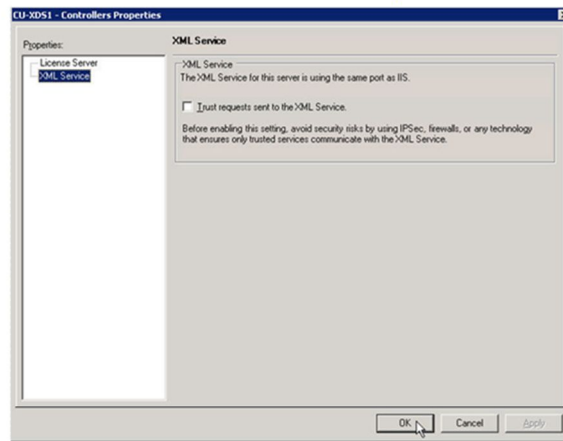 CU-XDS1 - Controllers Properties
Properties:
License Server
XML Service
XML Service
XML Service
The XML Service for this server is using the same port as IIS.
Trust requests sent to the XML Service.
Before enabling this setting, avoid security risks by using IPSec, firewalls, or any technology
that ensures only trusted services communicate with the XML Service.
OK
Cancel
Apply